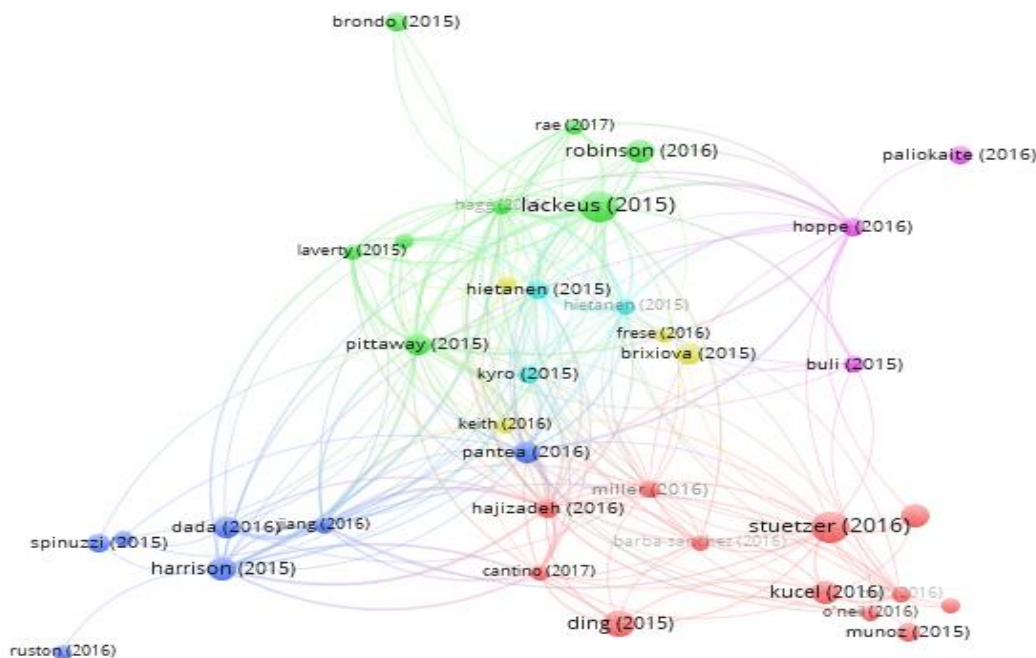 brondo (2015)
rae (2017)
robinson (2016)
paliokaite (2016)
lackeus (2015)
hoppe (2016)
laverty (2015)
hietanen (2015)
hietanen (2015)
frese (2016)
pittaway (2015)
brixiova (2015)
buli (2015)
kyro (2015)
keith (2016)
pantea (2016)
miller (2016)
hajizadeh (2016)
dada (2016)
jiang (2016)
stuetzer (2016)
spinuzzi (2015)
barba-sanchez (2016)
harrison (2015)
cantino (2017)
kucel (2016)
o'neil (2016)
ding (2015)
munoz (2015)
ruston (2016)